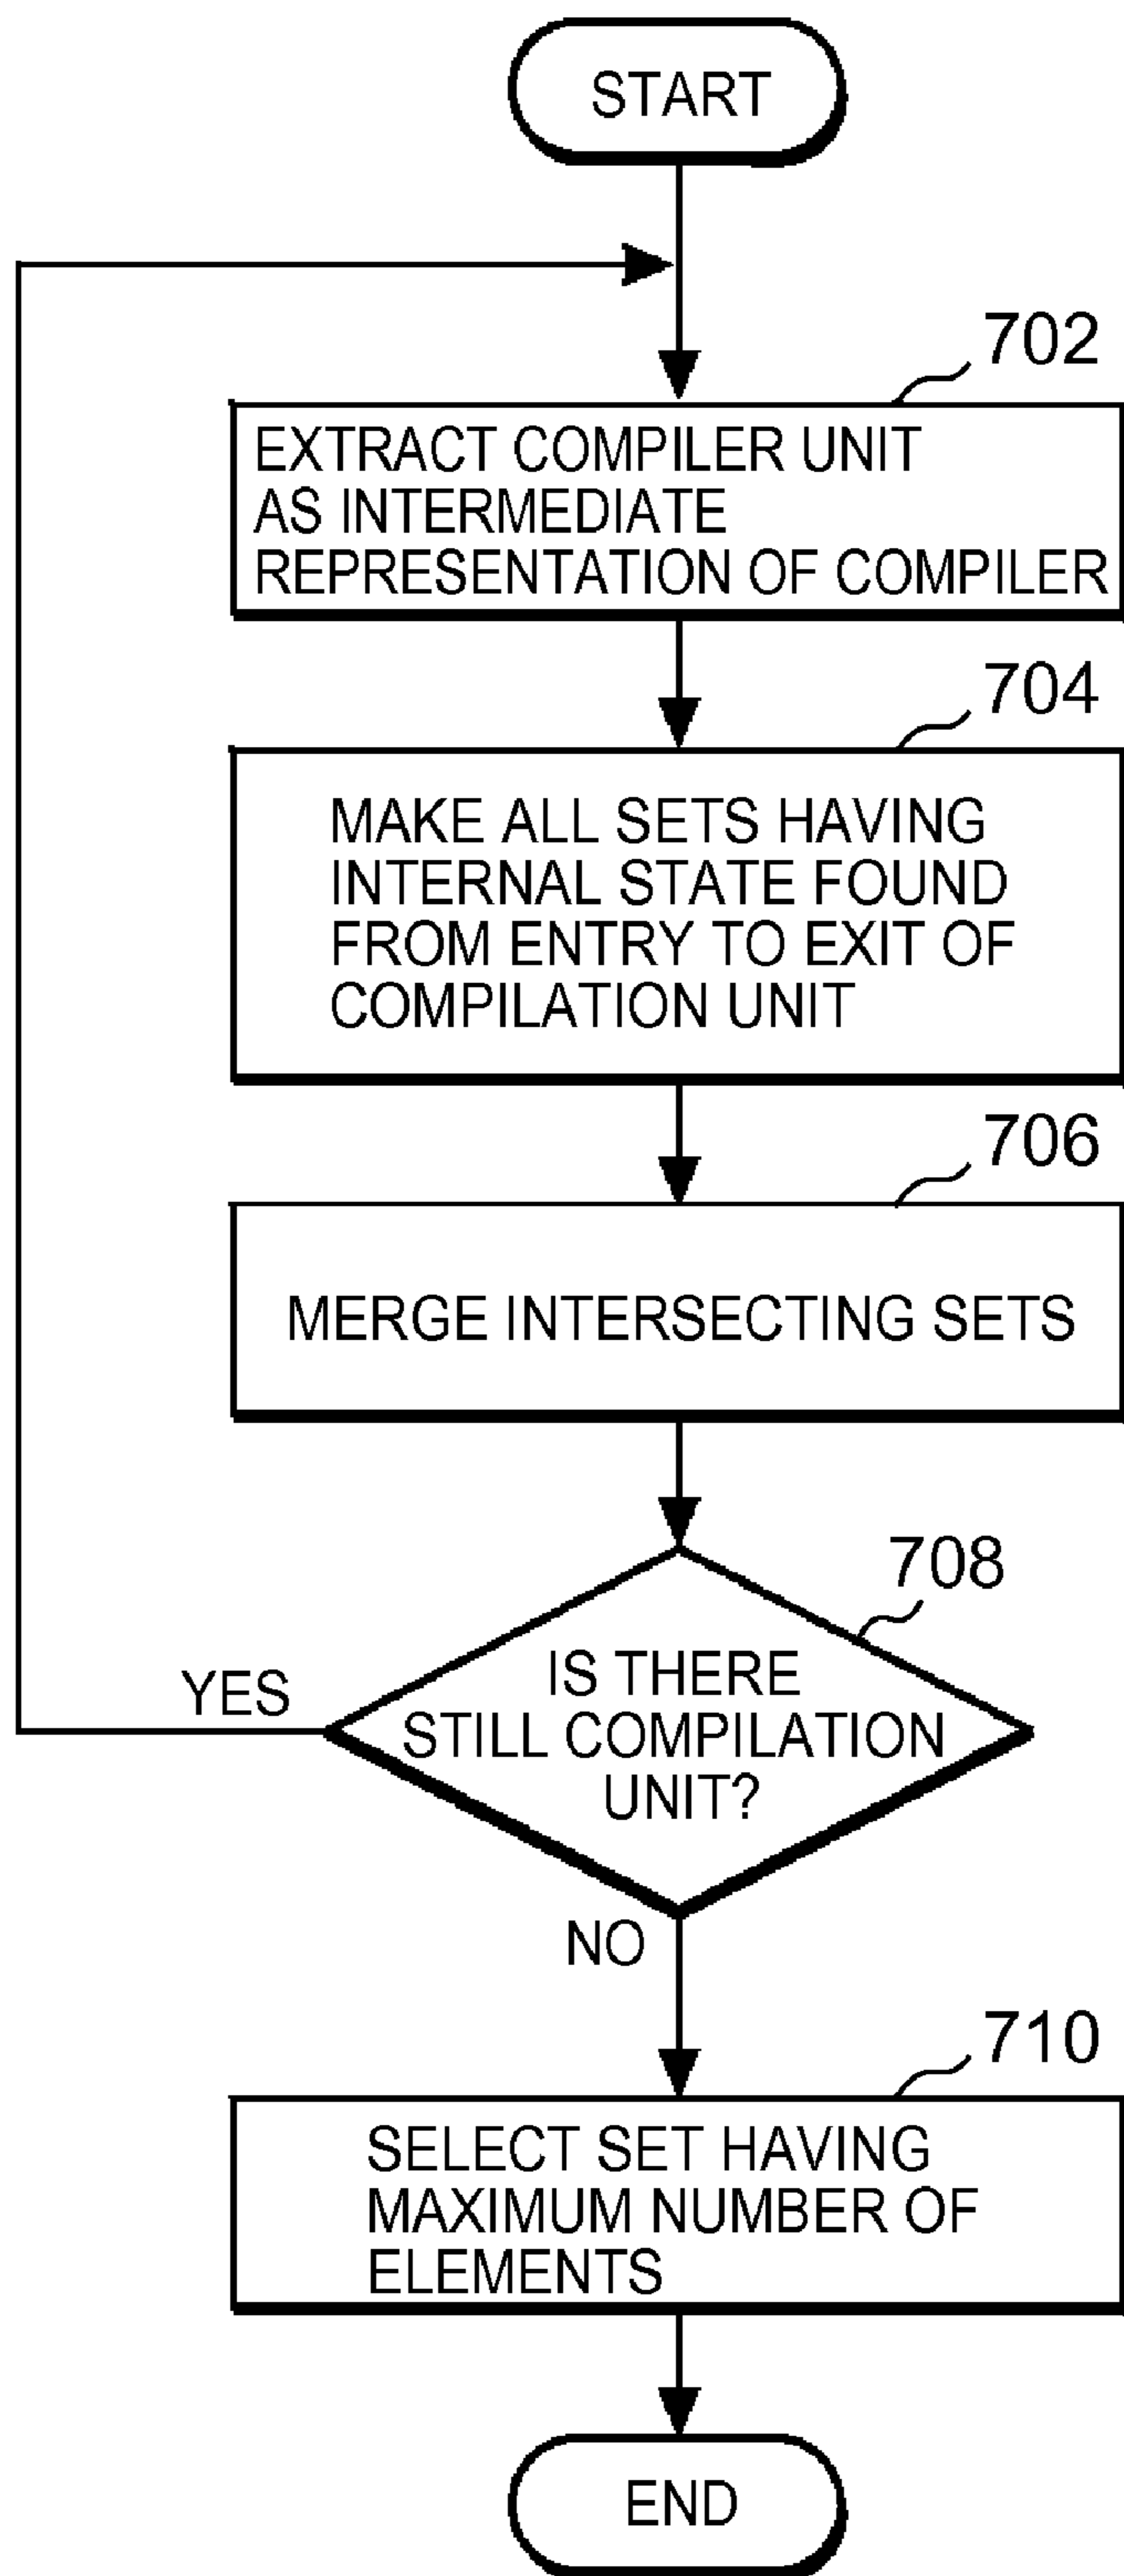 START
702
EXTRACT COMPILER UNIT
AS INTERMEDIATE
REPRESENTATION OF COMPILER
704
MAKE ALL SETS HAVING
INTERNAL STATE FOUND
FROM ENTRY TO EXIT OF
COMPILATION UNIT
706
MERGE INTERSECTING SETS
708
IS THERE
STILL COMPILATION
UNIT?
YES
NO
710
SELECT SET HAVING
MAXIMUM NUMBER OF
ELEMENTS
END